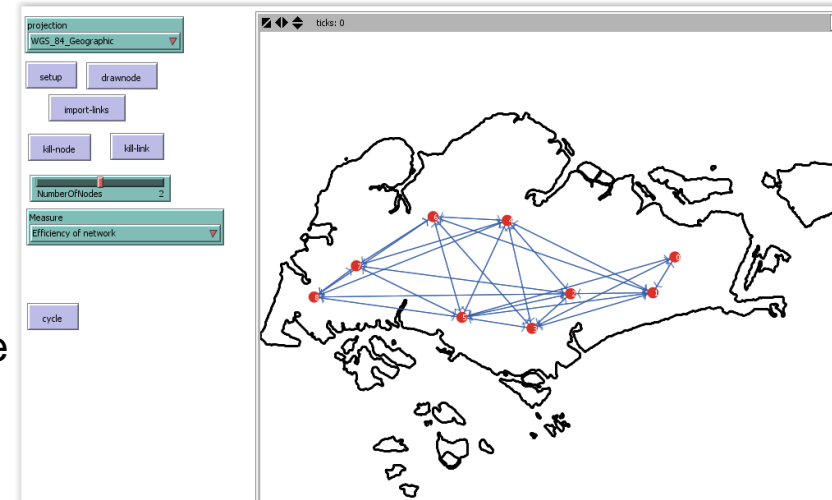 projection
WGS_84_Geographic
ticks: 0
setup
drawnode
import-links
kill-node
kill-link
NumberOfNodes 2
Measure
Efficiency of network
cycle
e